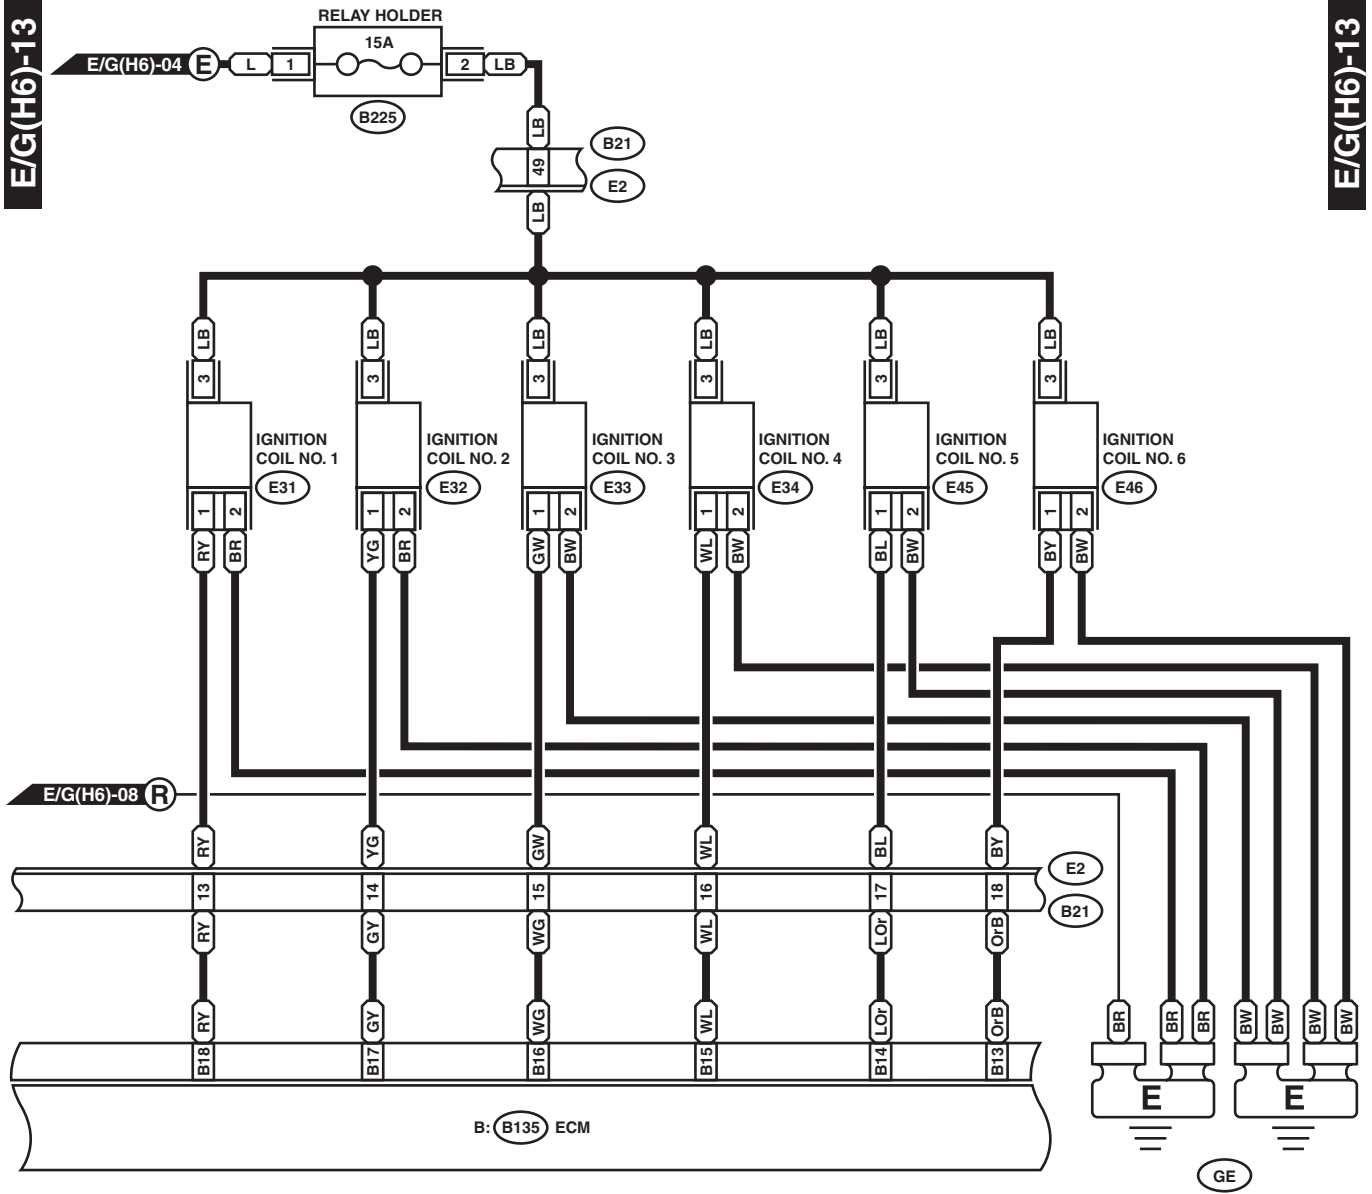 E/G(H6)-13
E/G(H6)-13
RELAY HOLDER
15A
E/G(H6)-04 E L 1 2 LB
B225
LB
49
B21
E2
LB
LB LB LB LB LB LB
3 3 3 3 3 3
IGNITION
COIL NO. 1
E31
IGNITION
COIL NO. 2
E32
IGNITION
COIL NO. 3
E33
IGNITION
COIL NO. 4
E34
IGNITION
COIL NO. 5
E45
IGNITION
COIL NO. 6
E46
1 2 1 2 1 2 1 2 1 2 1 2
RY BR YG BR GW BW WL BW BL BW BY BW
E/G(H6)-08 R
RY YG GW WL BL BY
E2
13 14 15 16 17 18
B21
RY GY WG WL LOr OrB
RY GY WG WL LOr OrB BR BR BR BW BW BW BW
B18 B17 B16 B15 B14 B13
E E
B: B135 ECM
GE